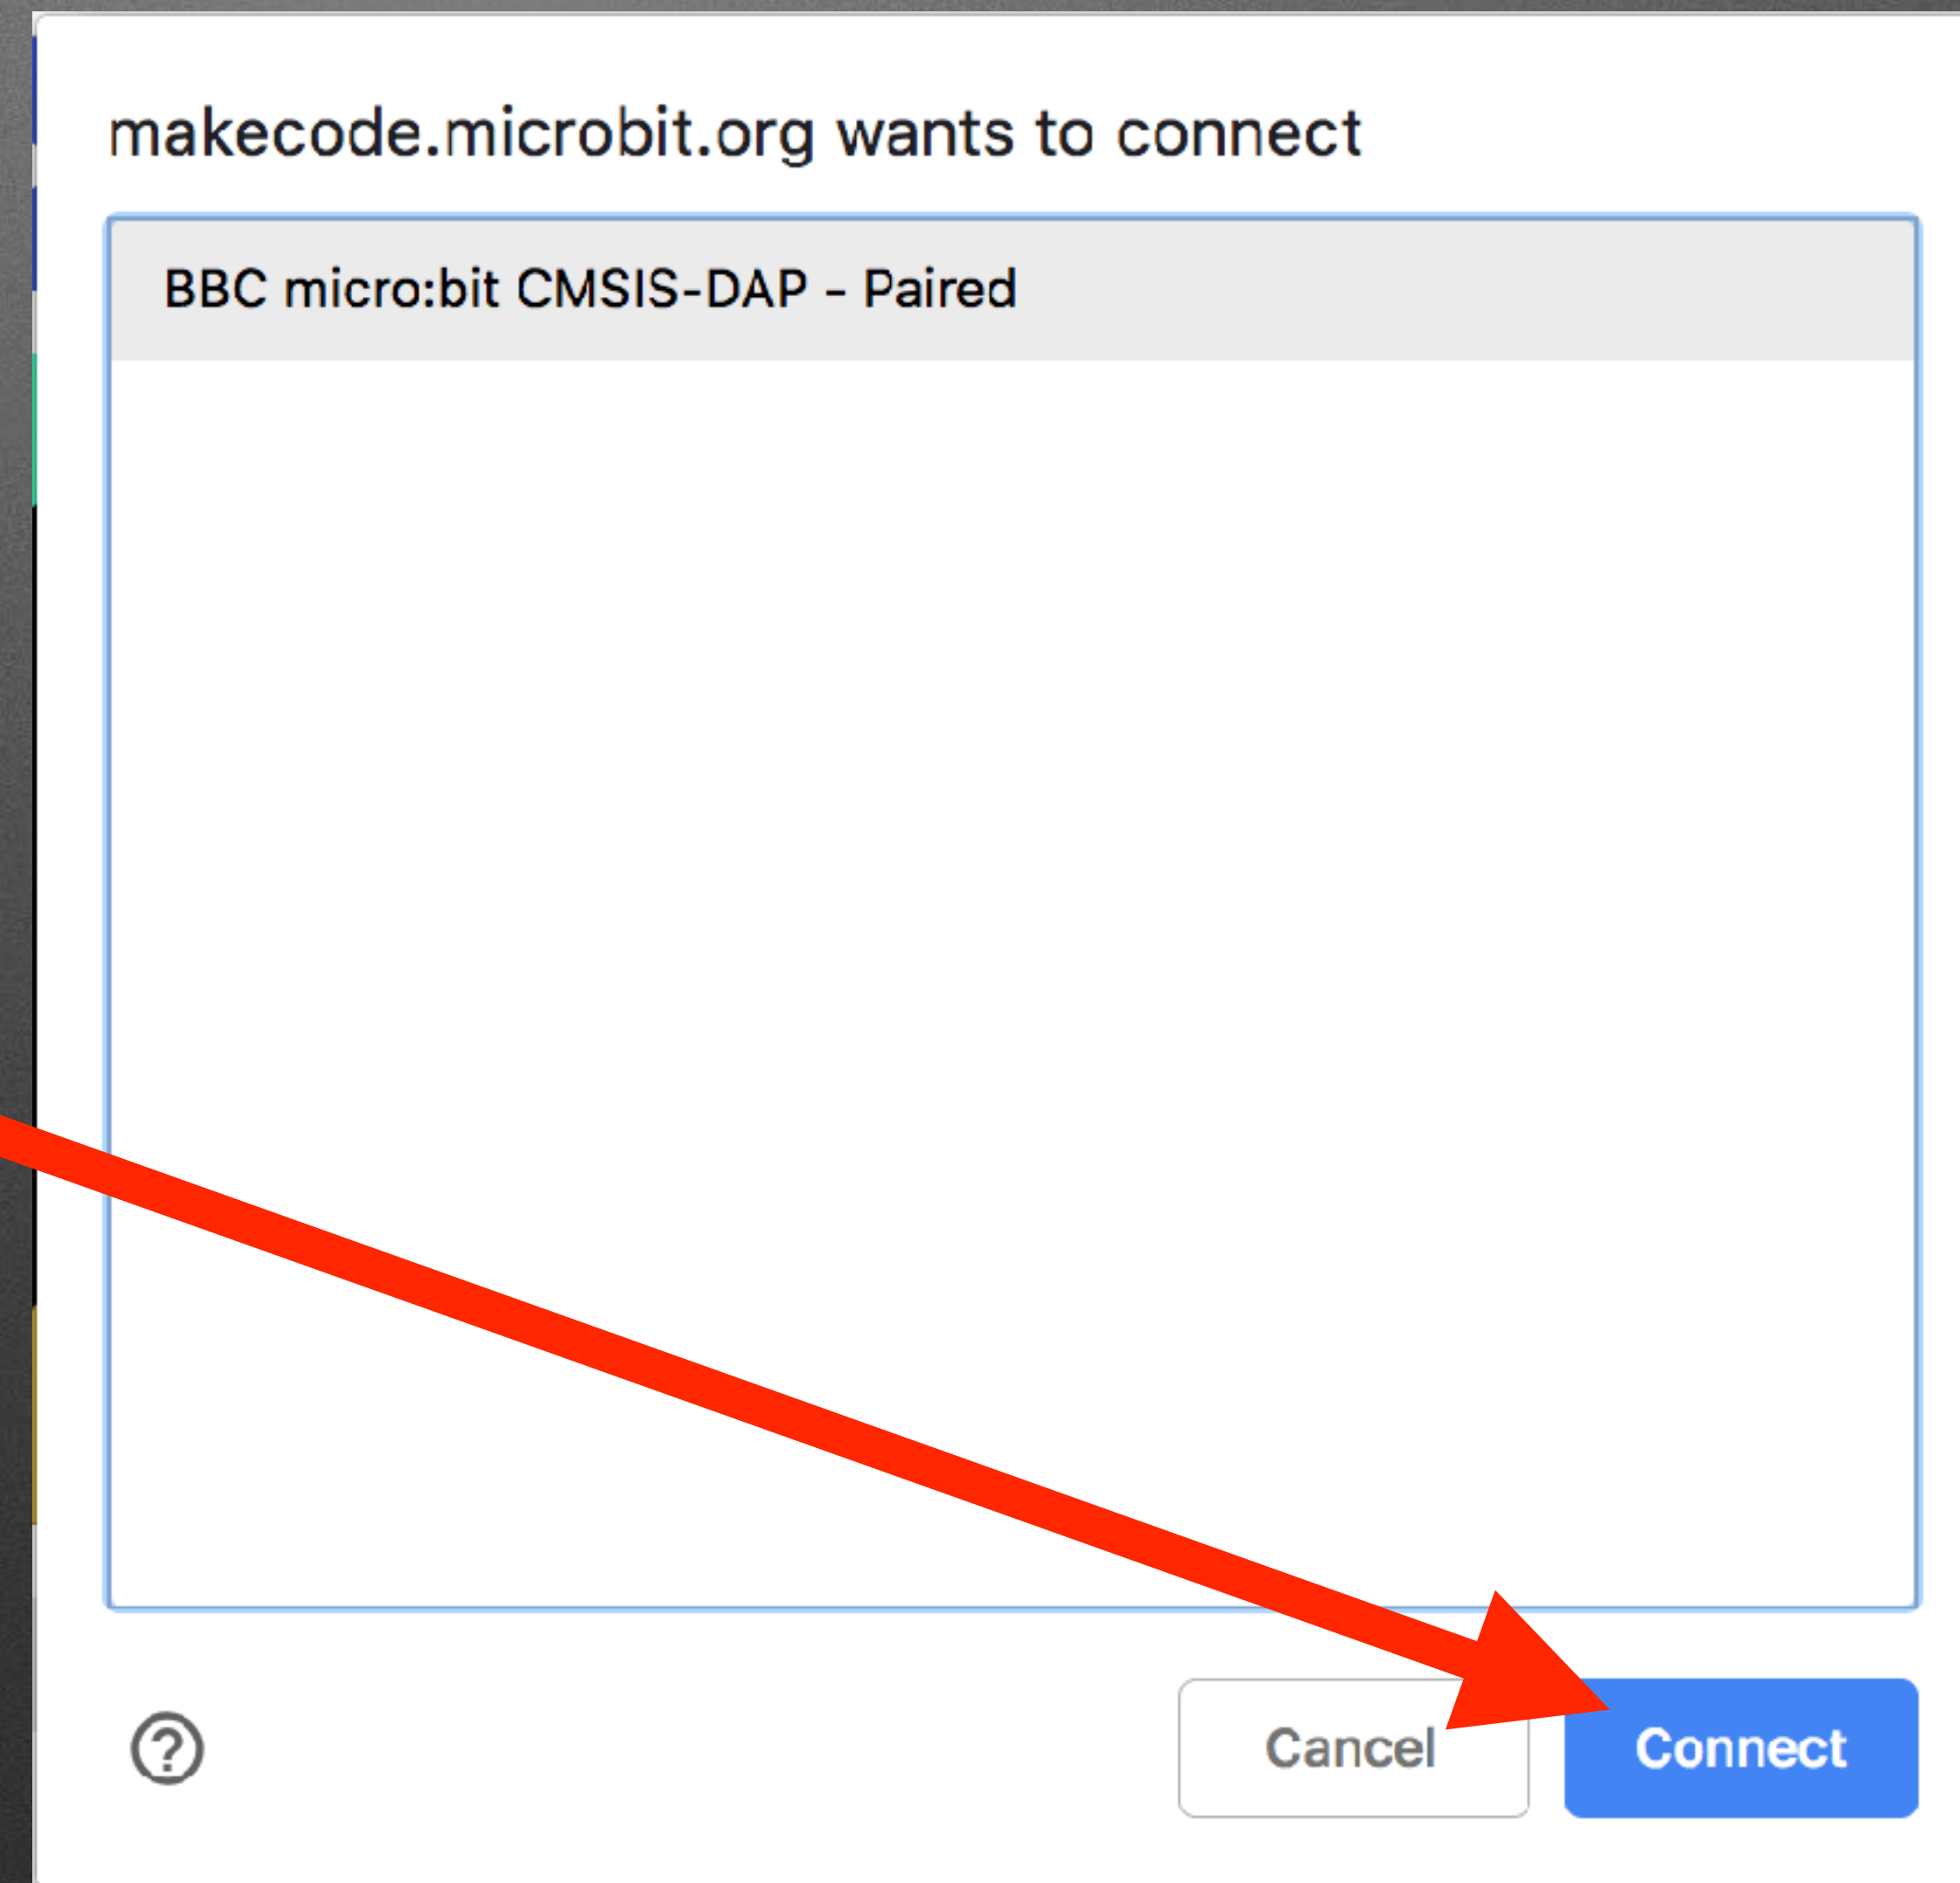 makecode.microbit.org wants to connect
BBC micro:bit CMSIS-DAP - Paired
?
Cancel
Connect